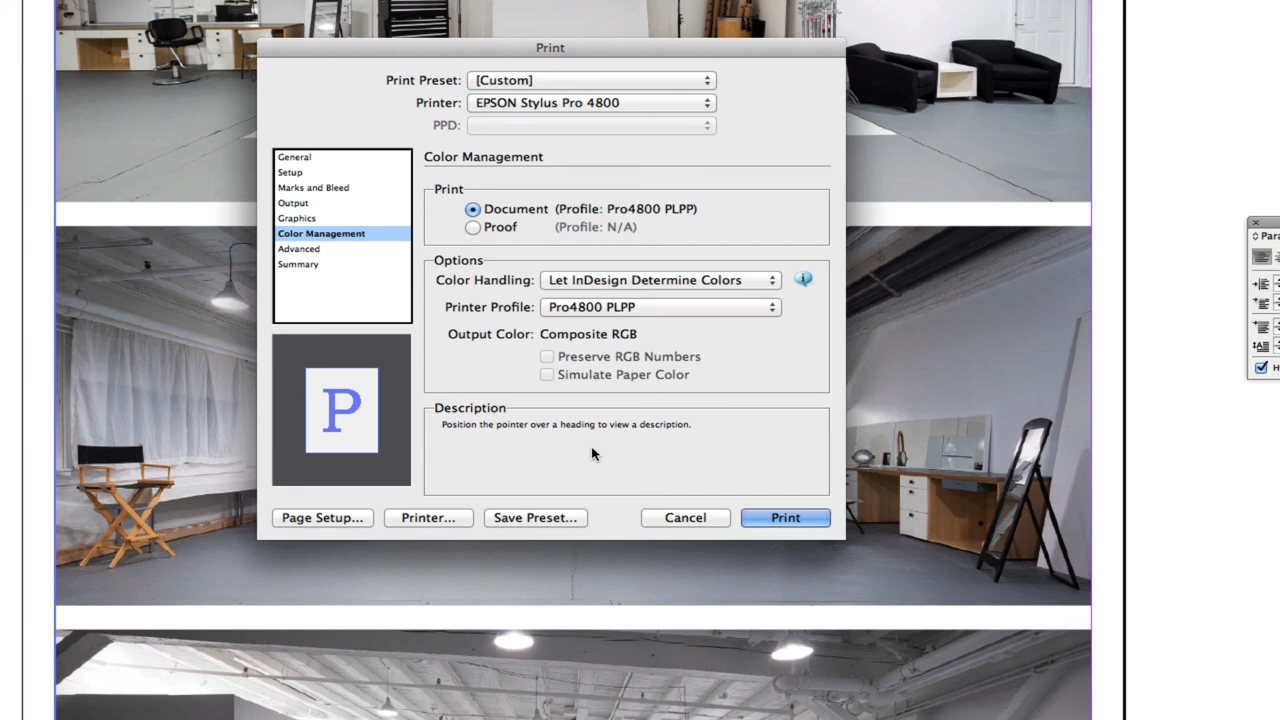 Print
Print Preset: [Custom]
Printer: EPSON Stylus Pro 4800
PPD:
General
Setup
Marks and Bleed
Output
Graphics
Color Management
Advanced
Summary
P
Color Management
Print
Document (Profile: Pro4800 PLPP)
Proof (Profile: N/A)
Options
Color Handling: Let InDesign Determine Colors
Printer Profile: Pro4800 PLPP
Output Color: Composite RGB
Preserve RGB Numbers
Simulate Paper Color
Description
Position the pointer over a heading to view a description.
Page Setup... Printer... Save Preset... Cancel Print
Para
H